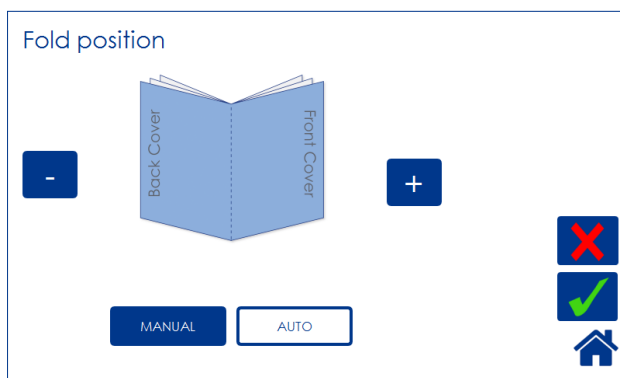 Fold position
Back Cover
Front Cover
-
+
MANUAL
AUTO